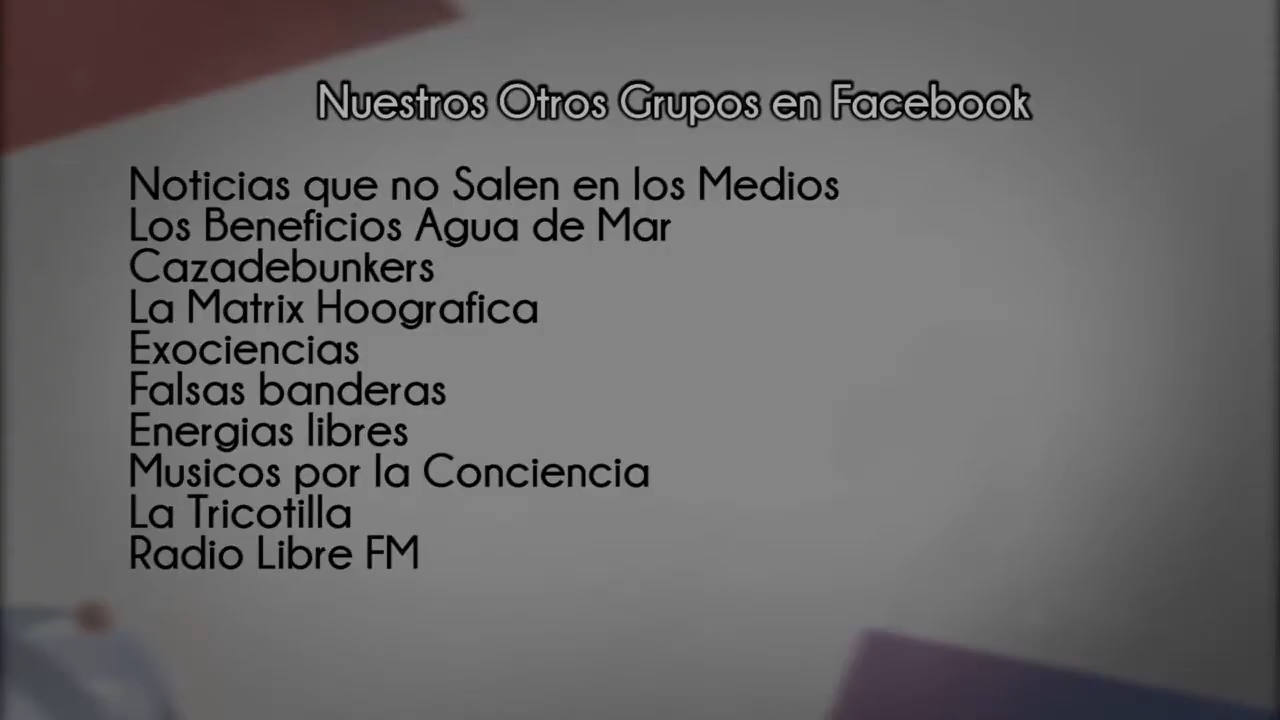 Nuestros Otros Grupos en Facebook
Noticias que no Salen en los Medios
Los Beneficios Agua de Mar
Cazadebunkers
La Matrix Hoografica
Exociencias
Falsas banderas
Energias libres
Musicos por la Conciencia
La Tricotilla
Radio Libre FM